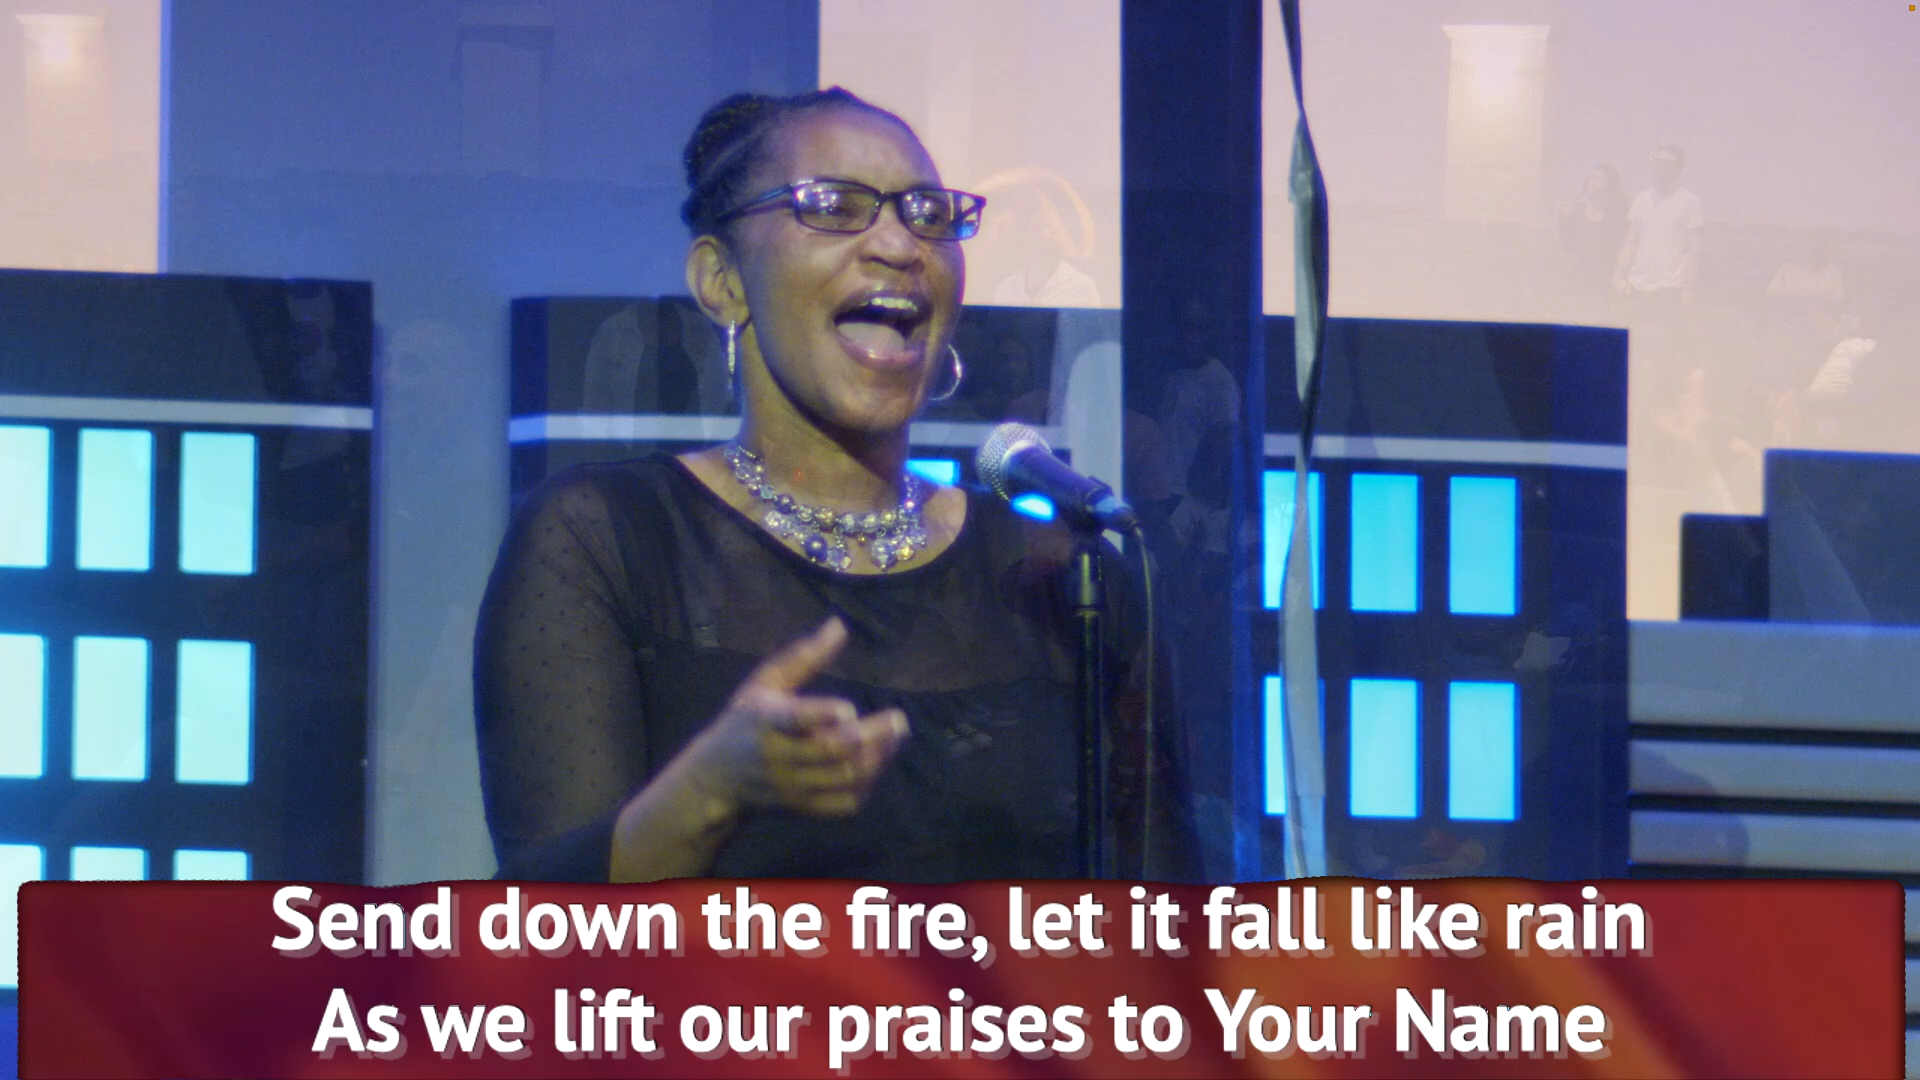 Send down the fire, let it fall like rain
As we lift our praises to Your Name